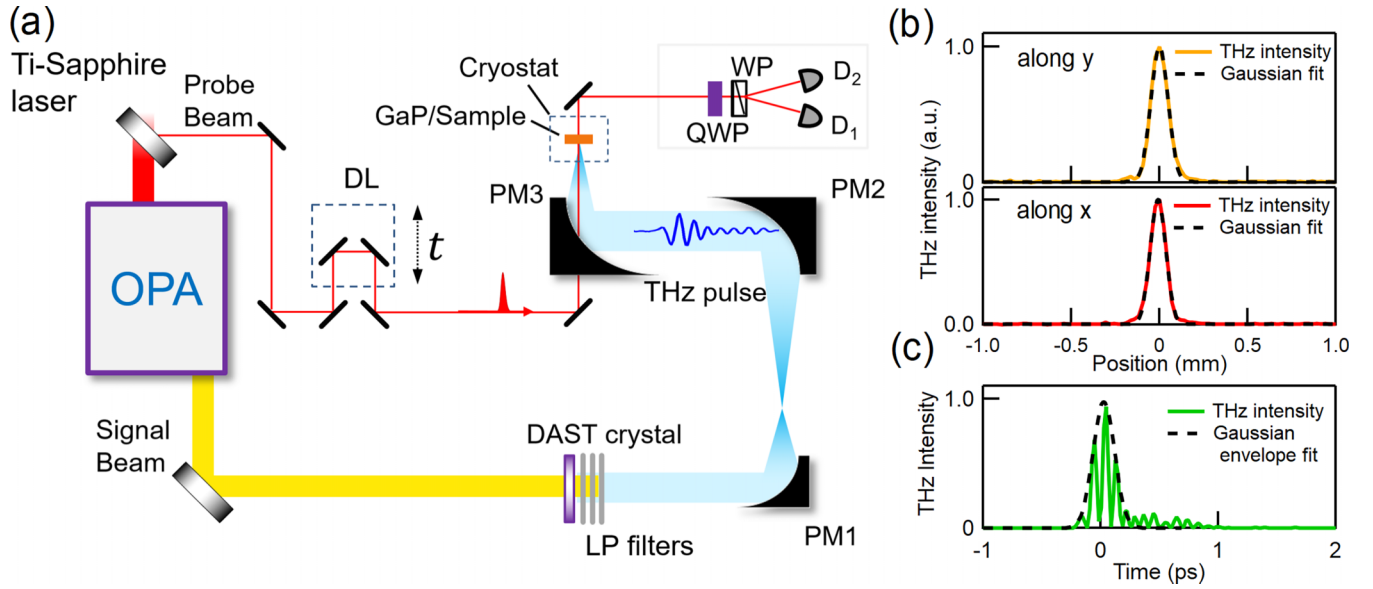 (a)
Ti-Sapphire
laser
Probe
Beam
Cryostat
GaP/Sample
WP
D2
QWP
D1
DL
t
PM3
PM2
THz pulse
OPA
Signal
Beam
DAST crystal
LP filters
PM1
(b)
1.0
along y
THz intensity
Gaussian fit
0
1.0
along x
THz intensity
Gaussian fit
0.0
THz intensity (a.u.)
-1.0
-0.5
0
0.5
1.0
Position (mm)
(c)
1.0
THz intensity
Gaussian
envelope fit
THz Intensity
0
-1
0
1
2
Time (ps)